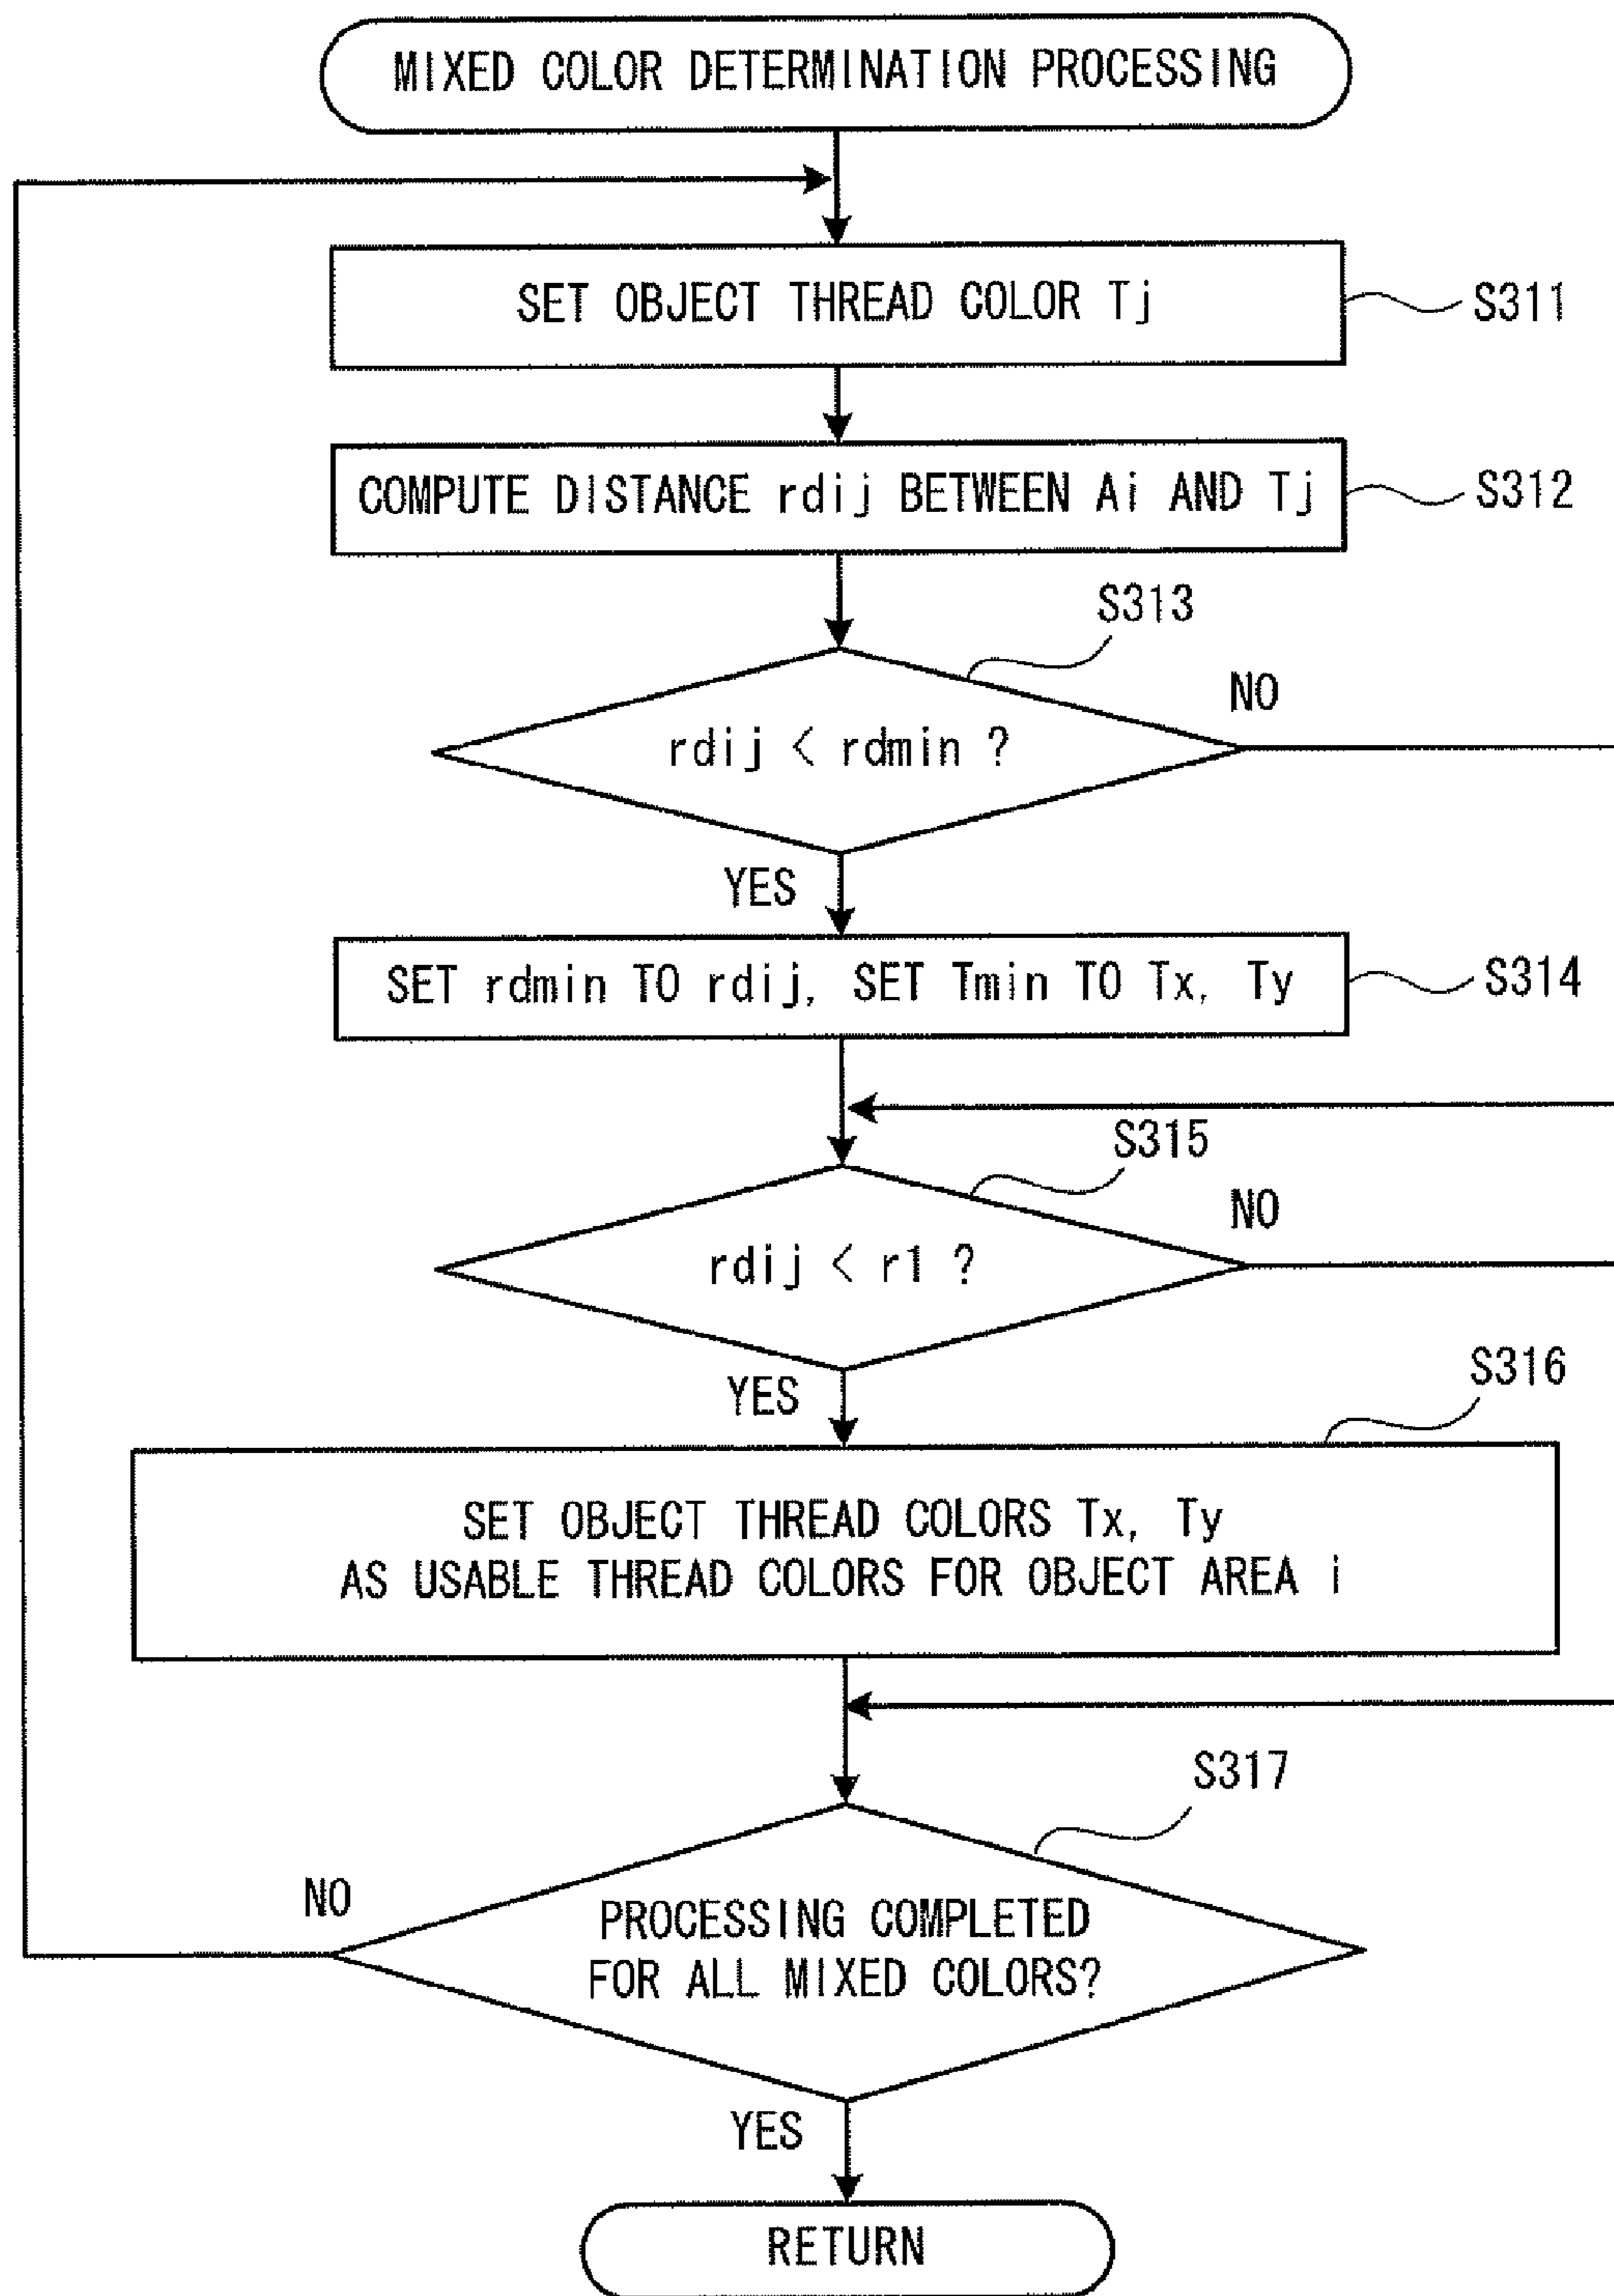 MIXED COLOR DETERMINATION PROCESSING
SET OBJECT THREAD COLOR Tj
S311
COMPUTE DISTANCE rdij BETWEEN Ai AND Tj
S312
S313
rdij < rdmin ?
NO
YES
SET rdmin TO rdij, SET Tmin TO Tx, Ty
S314
S315
rdij < r1 ?
NO
YES
S316
SET OBJECT THREAD COLORS Tx, Ty
AS USABLE THREAD COLORS FOR OBJECT AREA i
S317
NO
PROCESSING COMPLETED
FOR ALL MIXED COLORS?
YES
RETURN